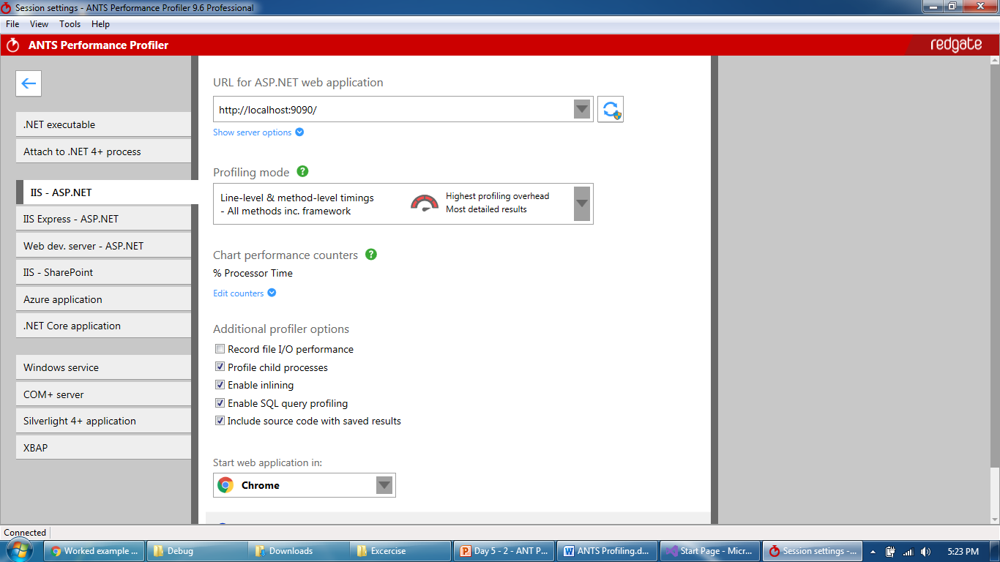 Session settings - ANTS Performance Profiler 9.6 Professional
File View Tools Help
ANTS Performance Profiler
redgate
.NET executable
Attach to .NET 4+ process
IIS - ASP.NET
IIS Express - ASP.NET
Web dev. server - ASP.NET
IIS - SharePoint
Azure application
.NET Core application
Windows service
COM+ server
Silverlight 4+ application
XBAP
URL for ASP.NET web application
http://localhost:9090/
Show server options
Profiling mode ?
Line-level & method-level timings
- All methods inc. framework
Highest profiling overhead
Most detailed results
Chart performance counters ?
% Processor Time
Edit counters
Additional profiler options
Record file I/O performance
Profile child processes
Enable inlining
Enable SQL query profiling
Include source code with saved results
Start web application in:
Chrome
Connected
Worked example ... Debug Downloads Excercise Day 5 - 2 - ANT P... ANTS Profiling.d... Start Page - Micr... Session settings -... 5:23 PM